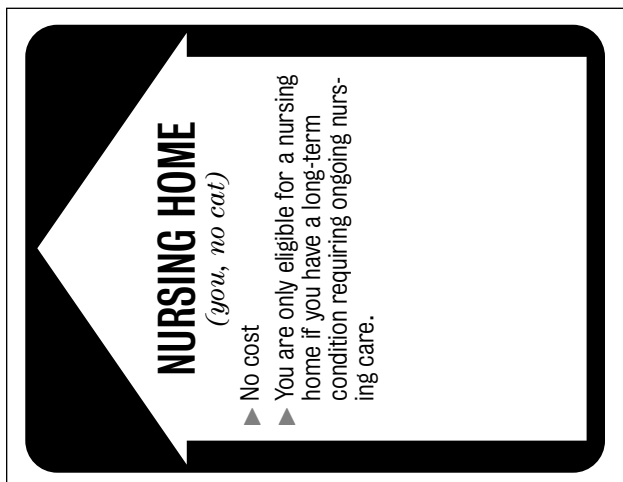 NURSING HOME
(you, no cat)
▶ No cost
▶ You are only eligible for a nursing
home if you have a long-term
condition requiring ongoing nurs-
ing care.